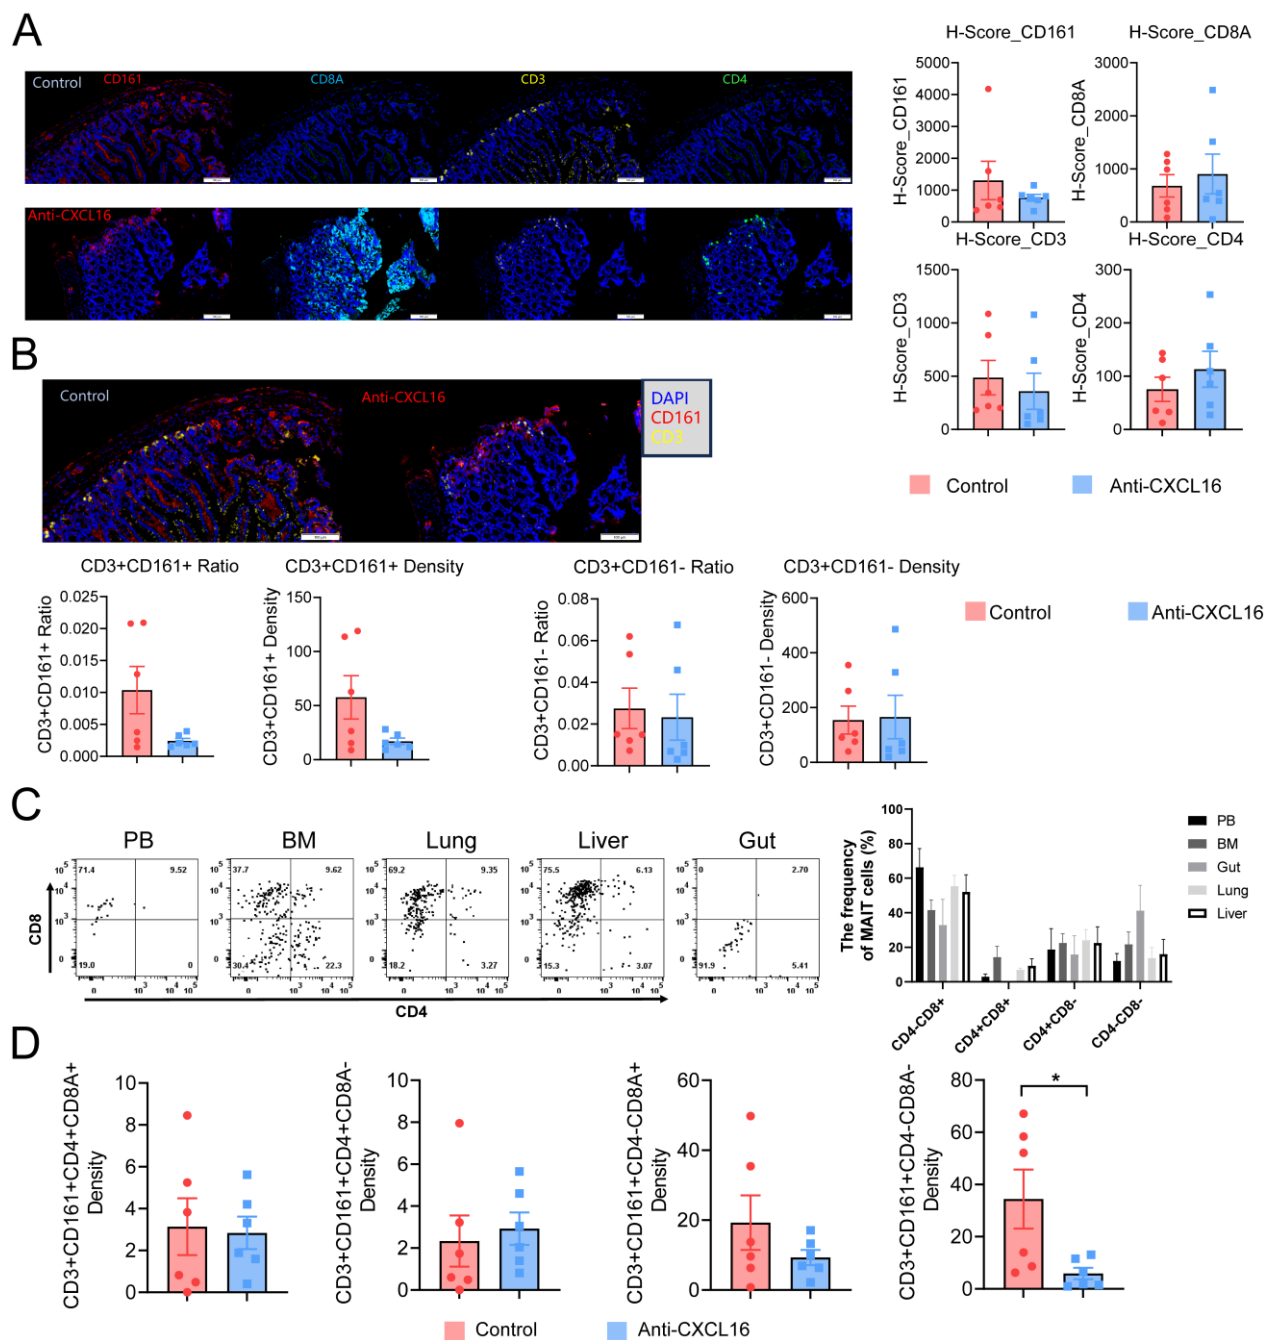 A
Control
CD161
CD8A
CD3
CD4
Anti-CXCL16
H-Score_CD161
H-Score_CD161
5000
4000
3000
2000
1000
0
H-Score_CD8A
H-Score_CD8A
3000
2000
1000
0
H-Score_CD3
H-Score_CD3
1500
1000
500
0
H-Score_CD4
H-Score_CD4
300
200
100
0
Control
Anti-CXCL16
B
Control
Anti-CXCL16
DAPI
CD161
CD3
CD3+CD161+ Ratio
CD3+CD161+ Ratio
0.025
0.020
0.015
0.010
0.005
0.000
CD3+CD161+ Density
CD3+CD161+ Density
150
100
50
0
CD3+CD161- Ratio
CD3+CD161- Ratio
0.08
0.06
0.04
0.02
0.00
CD3+CD161- Density
CD3+CD161- Density
600
400
200
0
Control
Anti-CXCL16
C
PB
BM
Lung
Liver
Gut
71.4
9.52
19.0
0
37.7
9.62
30.4
22.3
69.2
9.35
18.2
3.27
75.5
6.13
15.3
3.07
0
2.70
91.9
5.41
CD8
CD4
The frequency
of MAIT cells (%)
100
80
60
40
20
0
CD4-CD8+
CD4+CD8+
CD4+CD8-
CD4-CD8-
PB
BM
Gut
Lung
Liver
D
CD3+CD161+CD4+CD8A+
Density
10
8
6
4
2
0
CD3+CD161+CD4+CD8A-
Density
10
8
6
4
2
0
CD3+CD161+CD4-CD8A+
Density
60
40
20
0
CD3+CD161+CD4-CD8A-
Density
80
60
40
20
0
*
Control
Anti-CXCL16